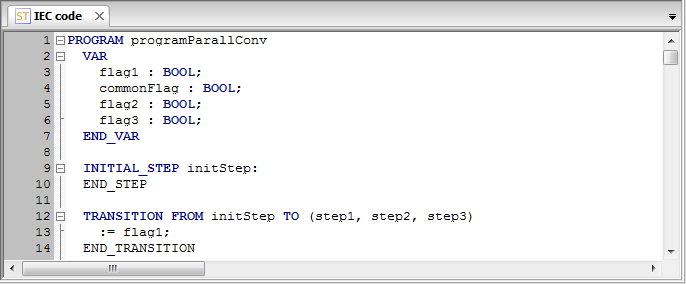 ST IEC code
1 PROGRAM programParallConv
2 VAR
3 flag1 : BOOL;
4 commonFlag : BOOL;
5 flag2 : BOOL;
6 flag3 : BOOL;
7 END_VAR
8
9 INITIAL_STEP initStep:
10 END_STEP
11
12 TRANSITION FROM initStep TO (step1, step2, step3)
13 := flag1;
14 END_TRANSITION